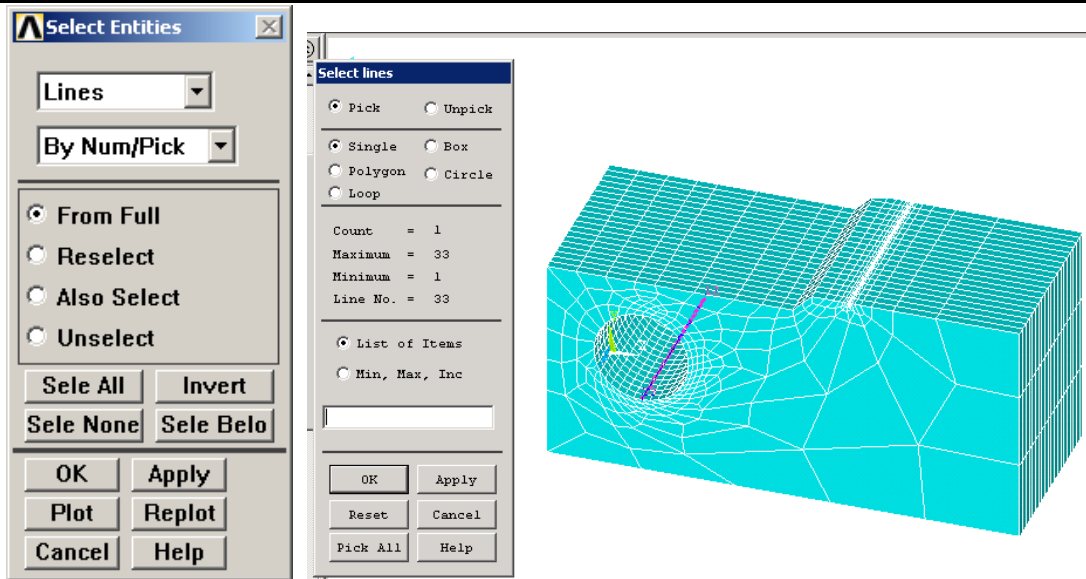 Select Entities
Lines
By Num/Pick
From Full
Reselect
Also Select
Unselect
Sele All Invert
Sele None Sele Belo
OK Apply
Plot Replot
Cancel Help
Select lines
Pick Unpick
Single Box
Polygon Circle
Loop
Count = 1
Maximum = 33
Minimum = 1
Line No. = 33
List of Items
Min, Max, Inc
OK Apply
Reset Cancel
Pick All Help